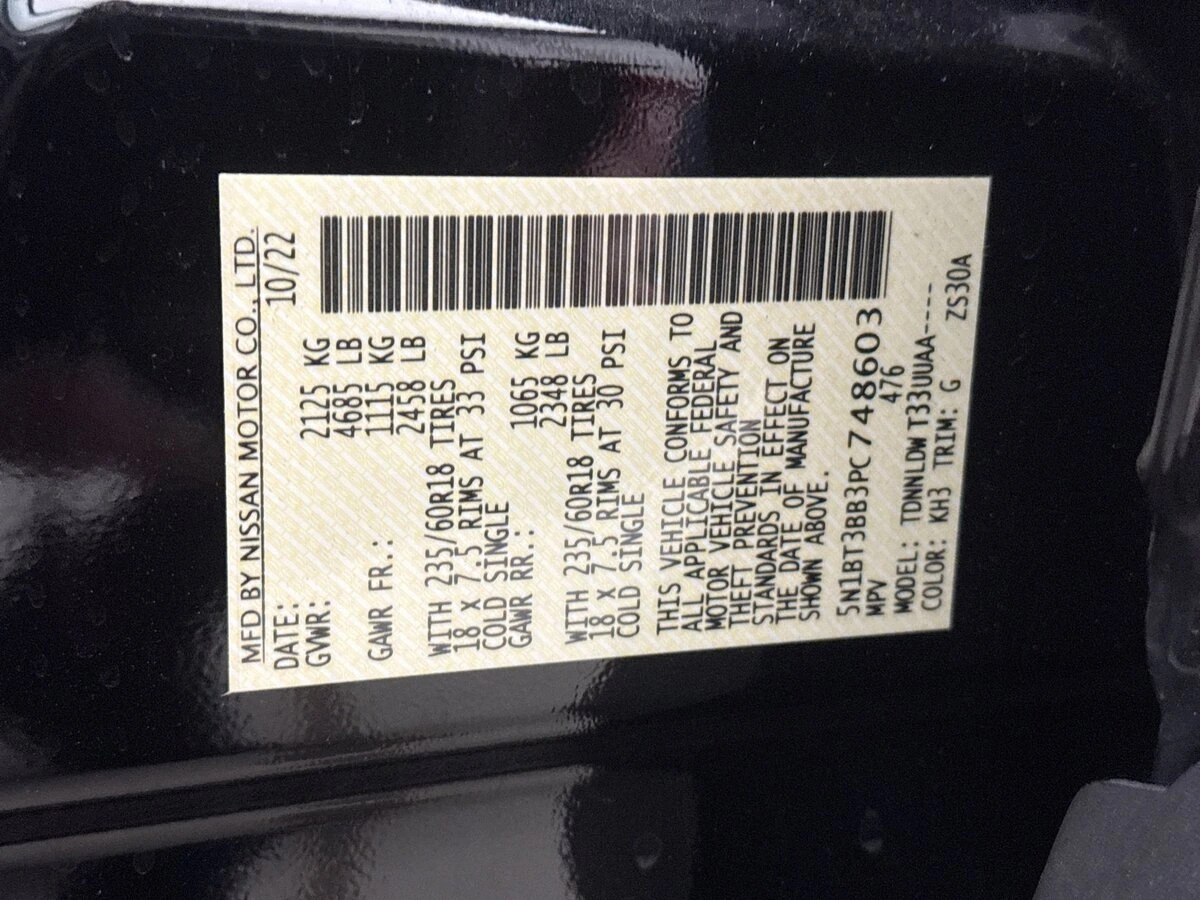 MFD BY NISSAN MOTOR CO., LTD.
DATE: 10/22
GVWR: 2125 KG
4685 LB
GAWR FR.: 1115 KG
2458 LB
WITH 235/60R18 TIRES
18 X 7.5 RIMS AT 33 PSI
COLD SINGLE
GAWR RR.: 1065 KG
2348 LB
WITH 235/60R18 TIRES
18 X 7.5 RIMS AT 30 PSI
COLD SINGLE
THIS VEHICLE CONFORMS TO
ALL APPLICABLE FEDERAL
MOTOR VEHICLE SAFETY AND
THEFT PREVENTION
STANDARDS IN EFFECT ON
THE DATE OF MANUFACTURE
SHOWN ABOVE.
5N1BT3BB3PC748603
MPV 476
MODEL: TDNNLDW T33UUAA----
COLOR: KH3 TRIM: G ZS30A